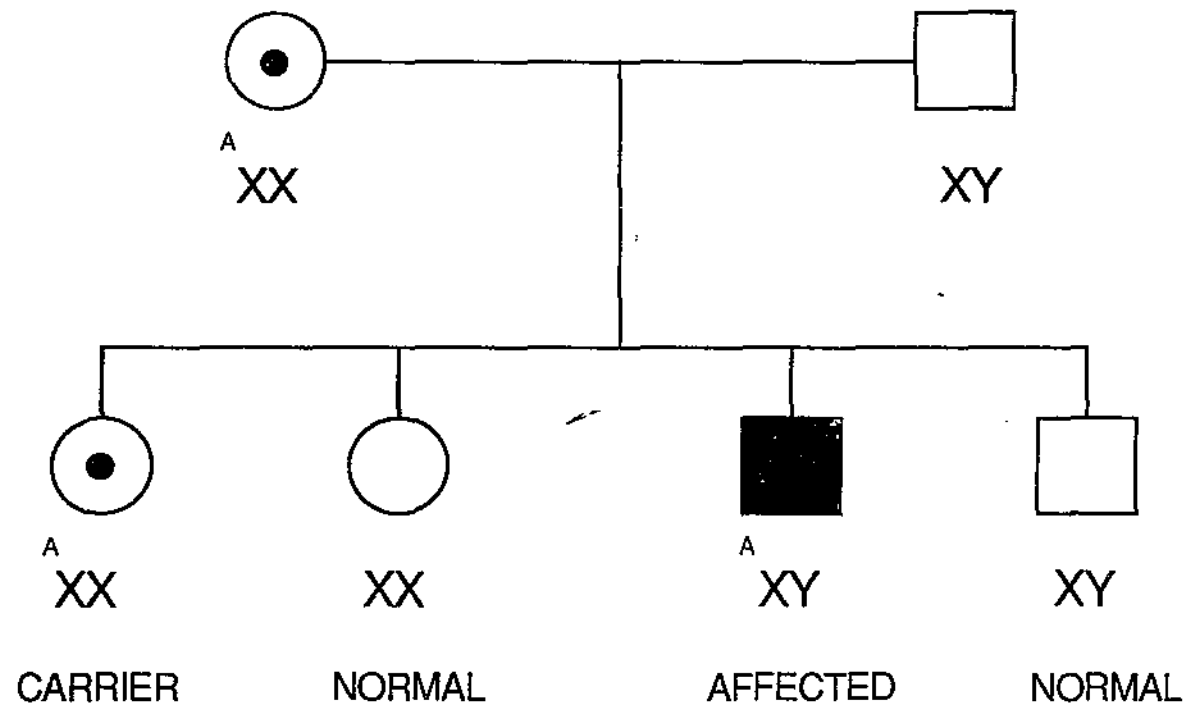 A
XX XY
A A
XX XX XY XY
CARRIER NORMAL AFFECTED NORMAL